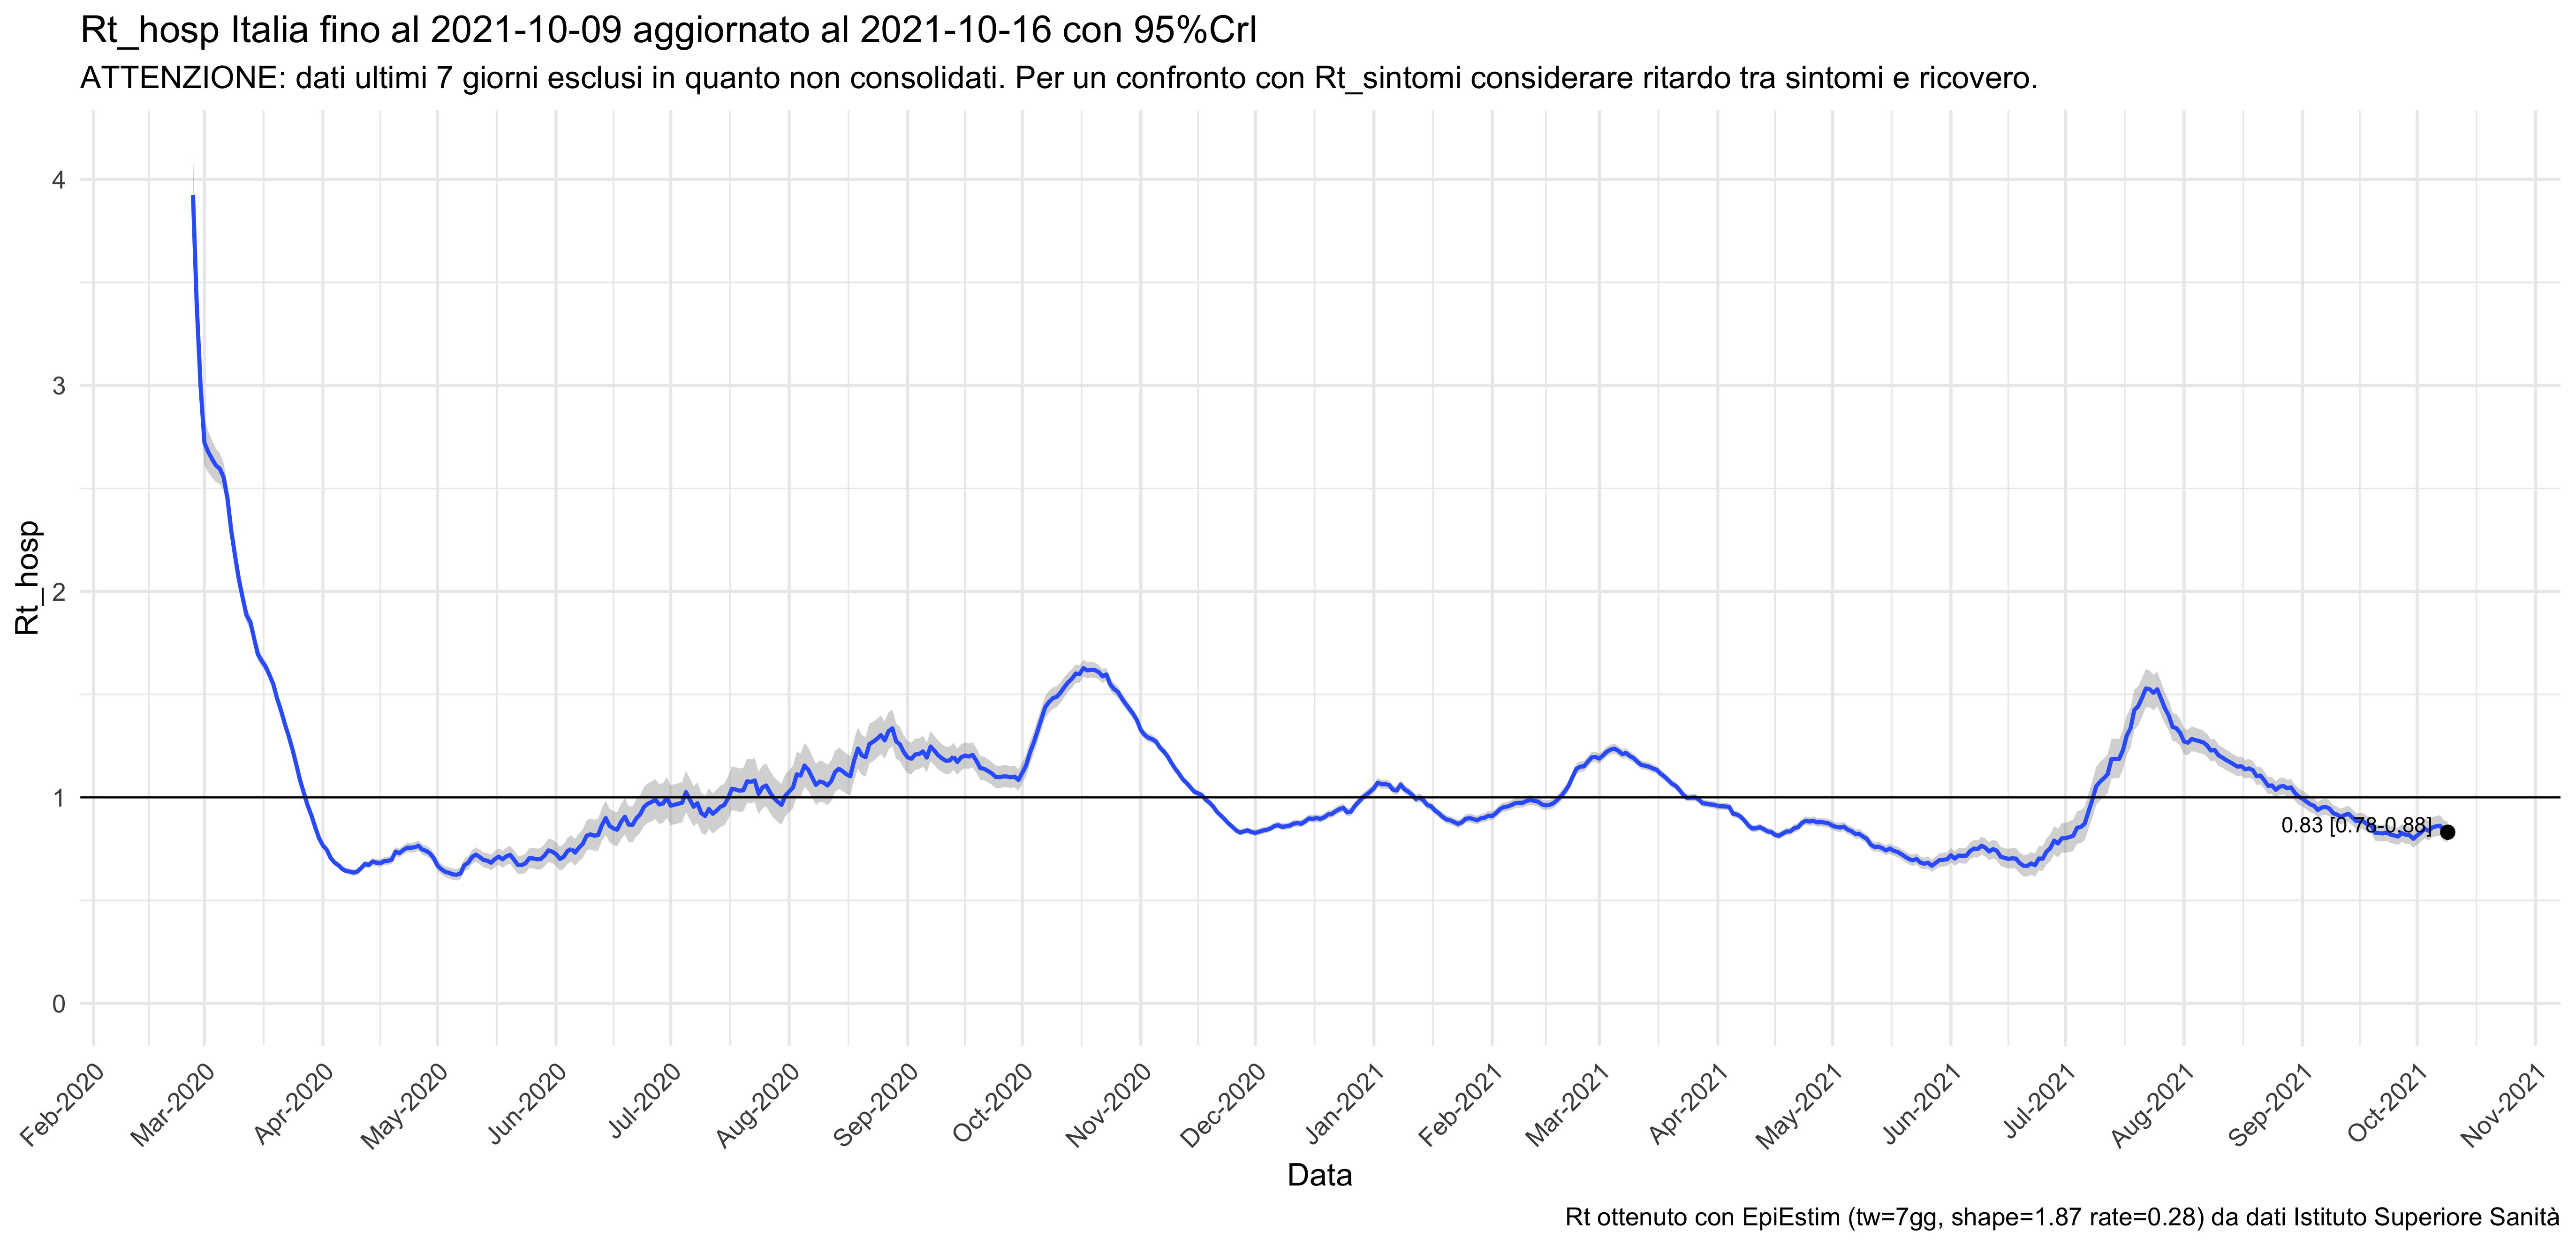 Rt_hosp Italia fino al 2021-10-09 aggiornato al 2021-10-16 con 95%CrI
ATTENZIONE: dati ultimi 7 giorni esclusi in quanto non consolidati. Per un confronto con Rt_sintomi considerare ritardo tra sintomi e ricovero.
Rt_hosp
4
3
2
1
0
0.83 [0.78-0.88]
Feb-2020
Mar-2020
Apr-2020
May-2020
Jun-2020
Jul-2020
Aug-2020
Sep-2020
Oct-2020
Nov-2020
Dec-2020
Jan-2021
Feb-2021
Mar-2021
Apr-2021
May-2021
Jun-2021
Jul-2021
Aug-2021
Sep-2021
Oct-2021
Nov-2021
Data
Rt ottenuto con EpiEstim (tw=7gg, shape=1.87 rate=0.28) da dati Istituto Superiore Sanità